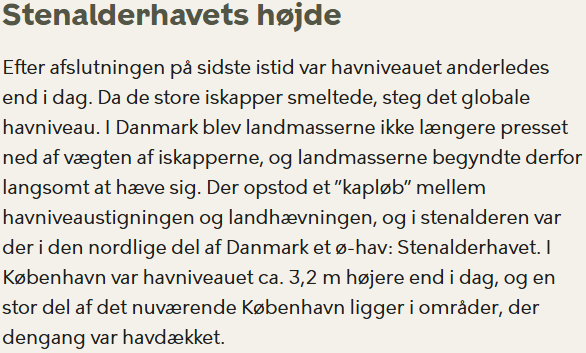 Stenalderhavets højde
Efter afslutningen på sidste istid var havniveauet anderledes
end i dag. Da de store iskapper smeltede, steg det globale
havniveau. I Danmark blev landmasserne ikke længere presset
ned af vægten af iskapperne, og landmasserne begyndte derfor
langsomt at hæve sig. Der opstod et ”kapløb” mellem
havniveaustigningen og landhævningen, og i stenalderen var
der i den nordlige del af Danmark et ø-hav: Stenalderhavet. I
København var havniveauet ca. 3,2 m højere end i dag, og en
stor del af det nuværende København ligger i områder, der
dengang var havdækket.